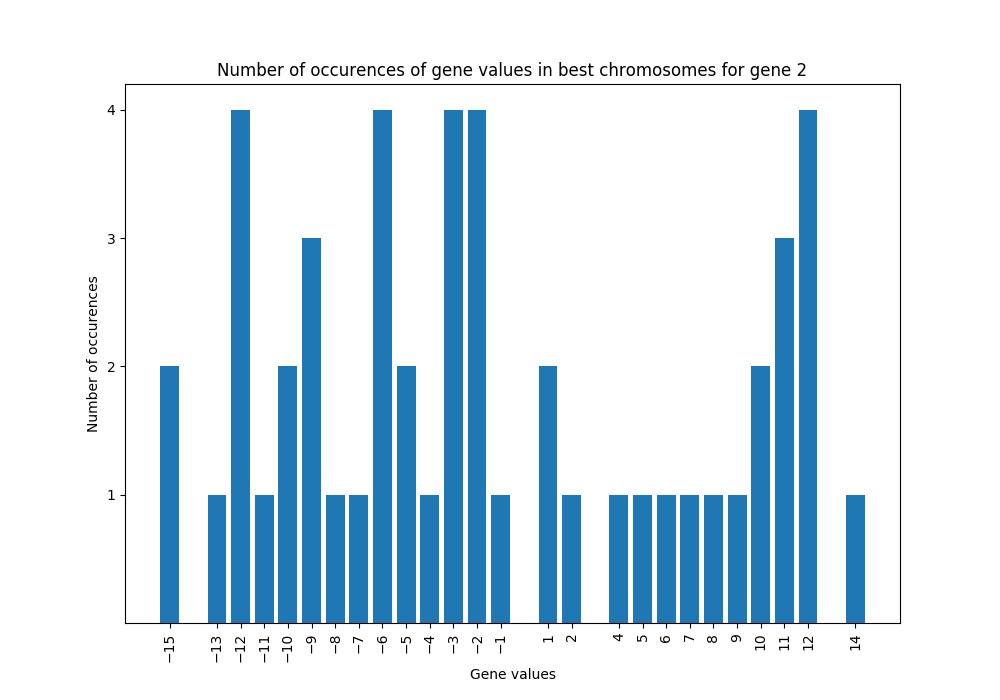 Number of occurences of gene values in best chromosomes for gene 2
4
3
2
1
Number of occurences
−15 −13 −12 −11 −10 −9 −8 −7 −6 −5 −4 −3 −2 −1 1 2 4 5 6 7 8 9 10 11 12 14
Gene values